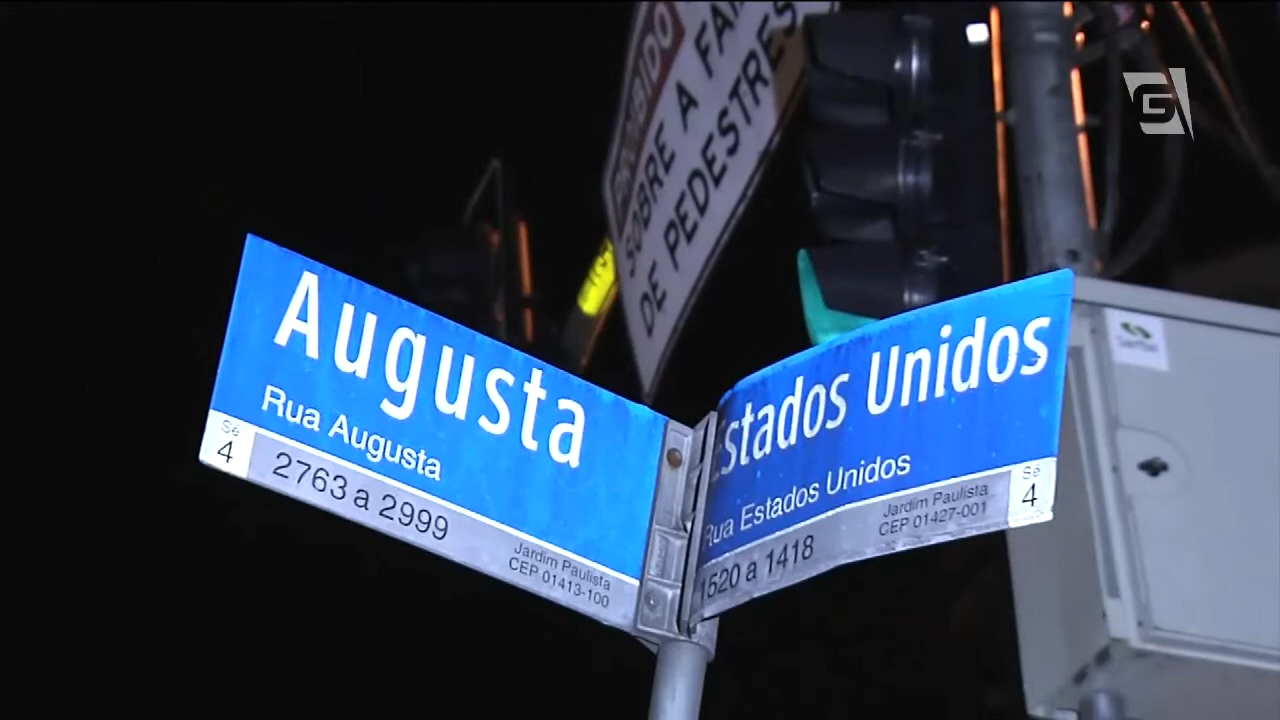 SOBRE A
DE PEDESTRES
Augusta
Rua Augusta
Sé
4
2763 a 2999
Jardim Paulista
CEP 01413-100
Estados Unidos
Rua Estados Unidos
Sé
4
1520 a 1418
Jardim Paulista
CEP 01427-001